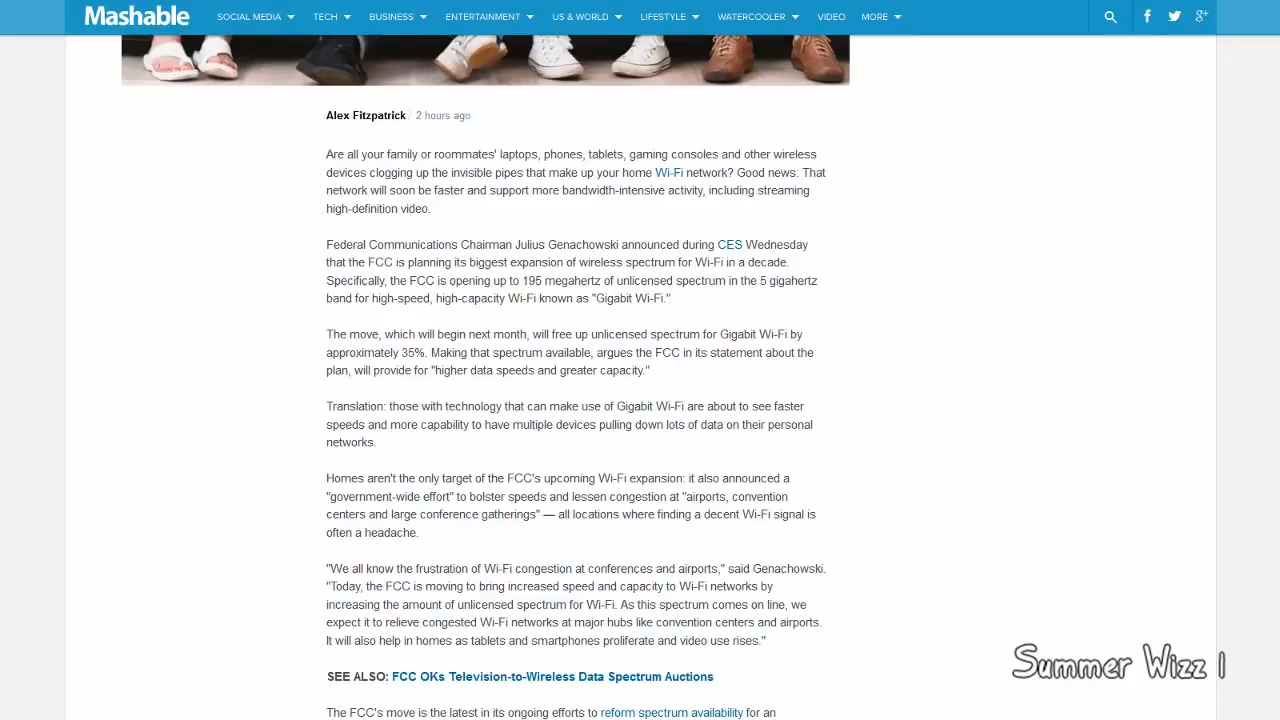 Mashable SOCIAL MEDIA TECH BUSINESS ENTERTAINMENT US & WORLD LIFESTYLE WATERCOOLER VIDEO MORE
Alex Fitzpatrick / 2 hours ago
Are all your family or roommates' laptops, phones, tablets, gaming consoles and other wireless
devices clogging up the invisible pipes that make up your home Wi-Fi network? Good news: That
network will soon be faster and support more bandwidth-intensive activity, including streaming
high-definition video.
Federal Communications Chairman Julius Genachowski announced during CES Wednesday
that the FCC is planning its biggest expansion of wireless spectrum for Wi-Fi in a decade.
Specifically, the FCC is opening up to 195 megahertz of unlicensed spectrum in the 5 gigahertz
band for high-speed, high-capacity Wi-Fi known as "Gigabit Wi-Fi."
The move, which will begin next month, will free up unlicensed spectrum for Gigabit Wi-Fi by
approximately 35%. Making that spectrum available, argues the FCC in its statement about the
plan, will provide for "higher data speeds and greater capacity."
Translation: those with technology that can make use of Gigabit Wi-Fi are about to see faster
speeds and more capability to have multiple devices pulling down lots of data on their personal
networks.
Homes aren't the only target of the FCC's upcoming Wi-Fi expansion: it also announced a
"government-wide effort" to bolster speeds and lessen congestion at "airports, convention
centers and large conference gatherings" — all locations where finding a decent Wi-Fi signal is
often a headache.
"We all know the frustration of Wi-Fi congestion at conferences and airports," said Genachowski.
"Today, the FCC is moving to bring increased speed and capacity to Wi-Fi networks by
increasing the amount of unlicensed spectrum for Wi-Fi. As this spectrum comes on line, we
expect it to relieve congested Wi-Fi networks at major hubs like convention centers and airports.
It will also help in homes as tablets and smartphones proliferate and video use rises."
Summer Wizz 1
SEE ALSO: FCC OKs Television-to-Wireless Data Spectrum Auctions
The FCC's move is the latest in its ongoing efforts to reform spectrum availability for an